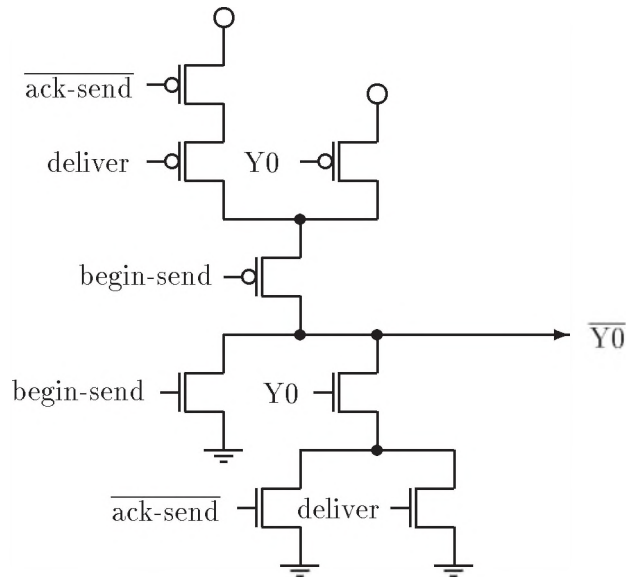 ack-send
deliver
Y0
begin-send
Y0
begin-send
Y0
ack-send
deliver